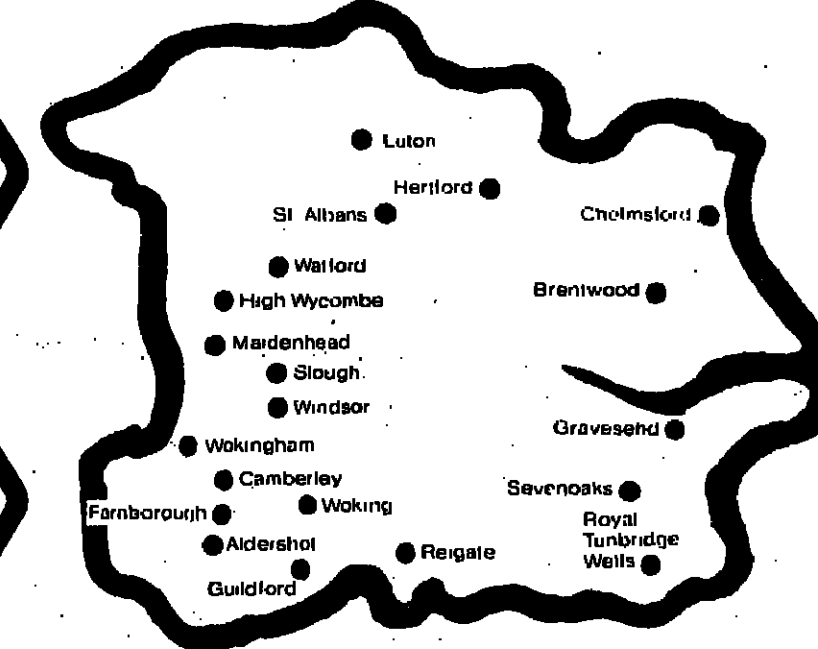 Luton
Hertford
St Albans
Chelmsford
Watford
Brentwood
High Wycombe
Maidenhead
Slough
Windsor
Gravesend
Wokingham
Camberley
Sevenoaks
Woking
Farnborough
Royal
Tunbridge
Wells
Aldershot
Reigate
Guildford